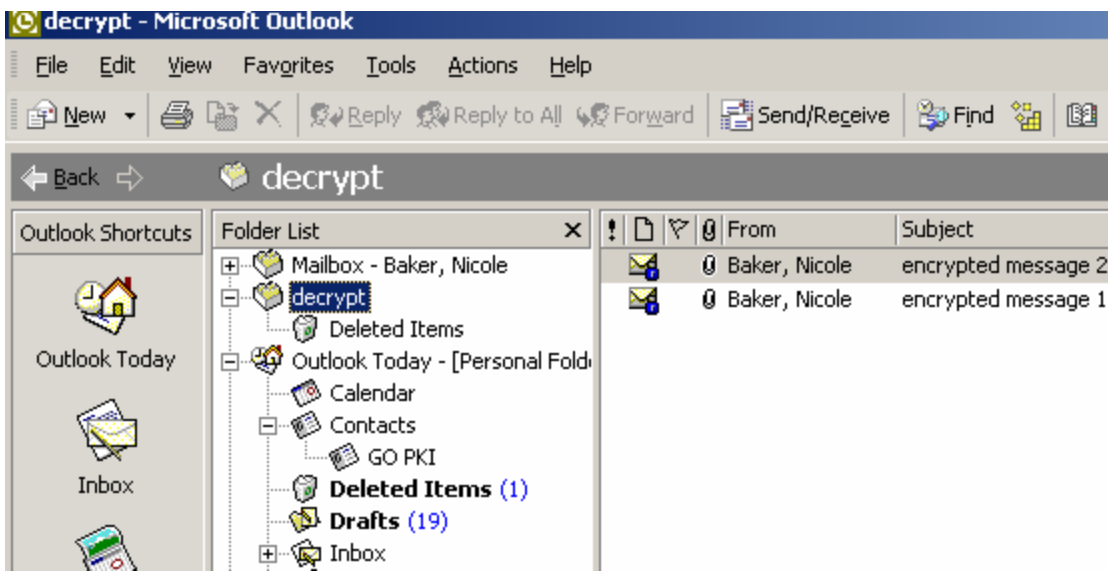 decrypt - Microsoft Outlook
File Edit View Favorites Tools Actions Help
New Reply Reply to All Forward Send/Receive Find
Back decrypt
Outlook Shortcuts
Outlook Today
Inbox
Folder List
Mailbox - Baker, Nicole
decrypt
Deleted Items
Outlook Today - [Personal Fold
Calendar
Contacts
GO PKI
Deleted Items (1)
Drafts (19)
Inbox
From Subject
Baker, Nicole encrypted message 2
Baker, Nicole encrypted message 1